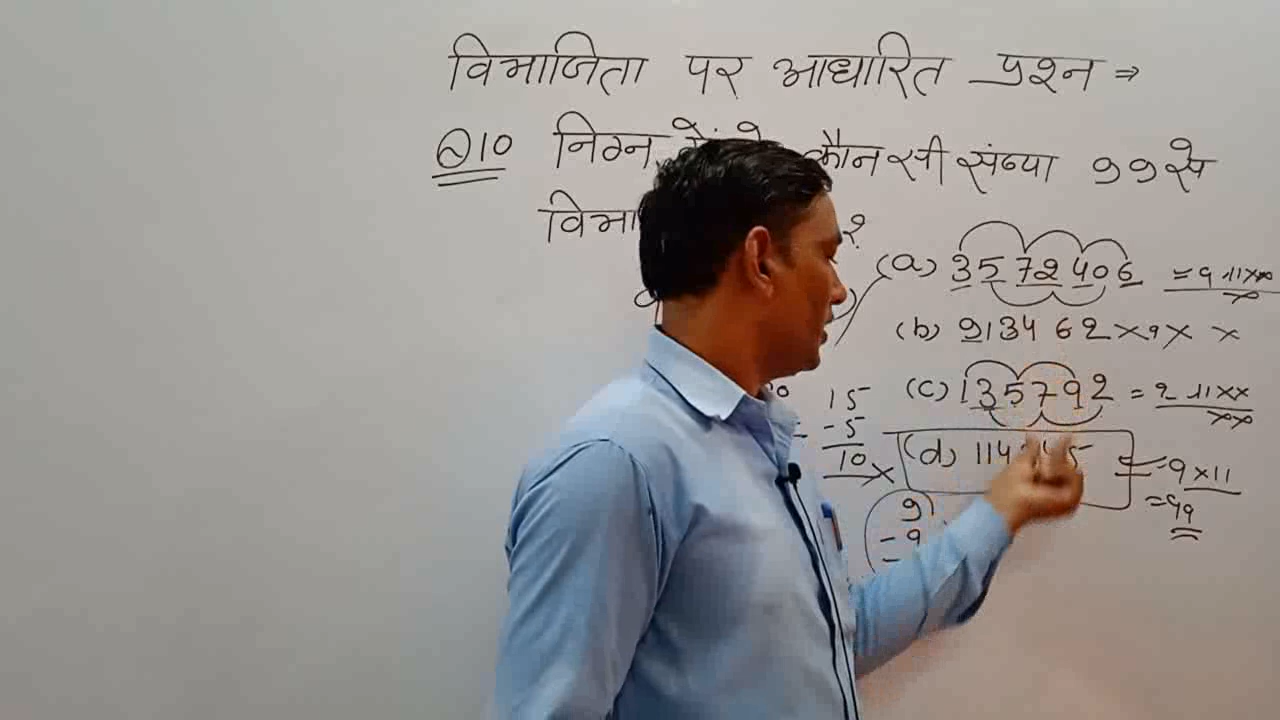 विभाजिता पर आधारित प्रश्न ⇒
Q10 निम्न में से कौन सी संख्या 99 से
(a) 3572406 = 9 11××
(b) 913462 × 9 × ×
(c) 135792 = 2 11××
××
15
-5
10 ×
(d) 114 = 9×11
= 99
9
-9